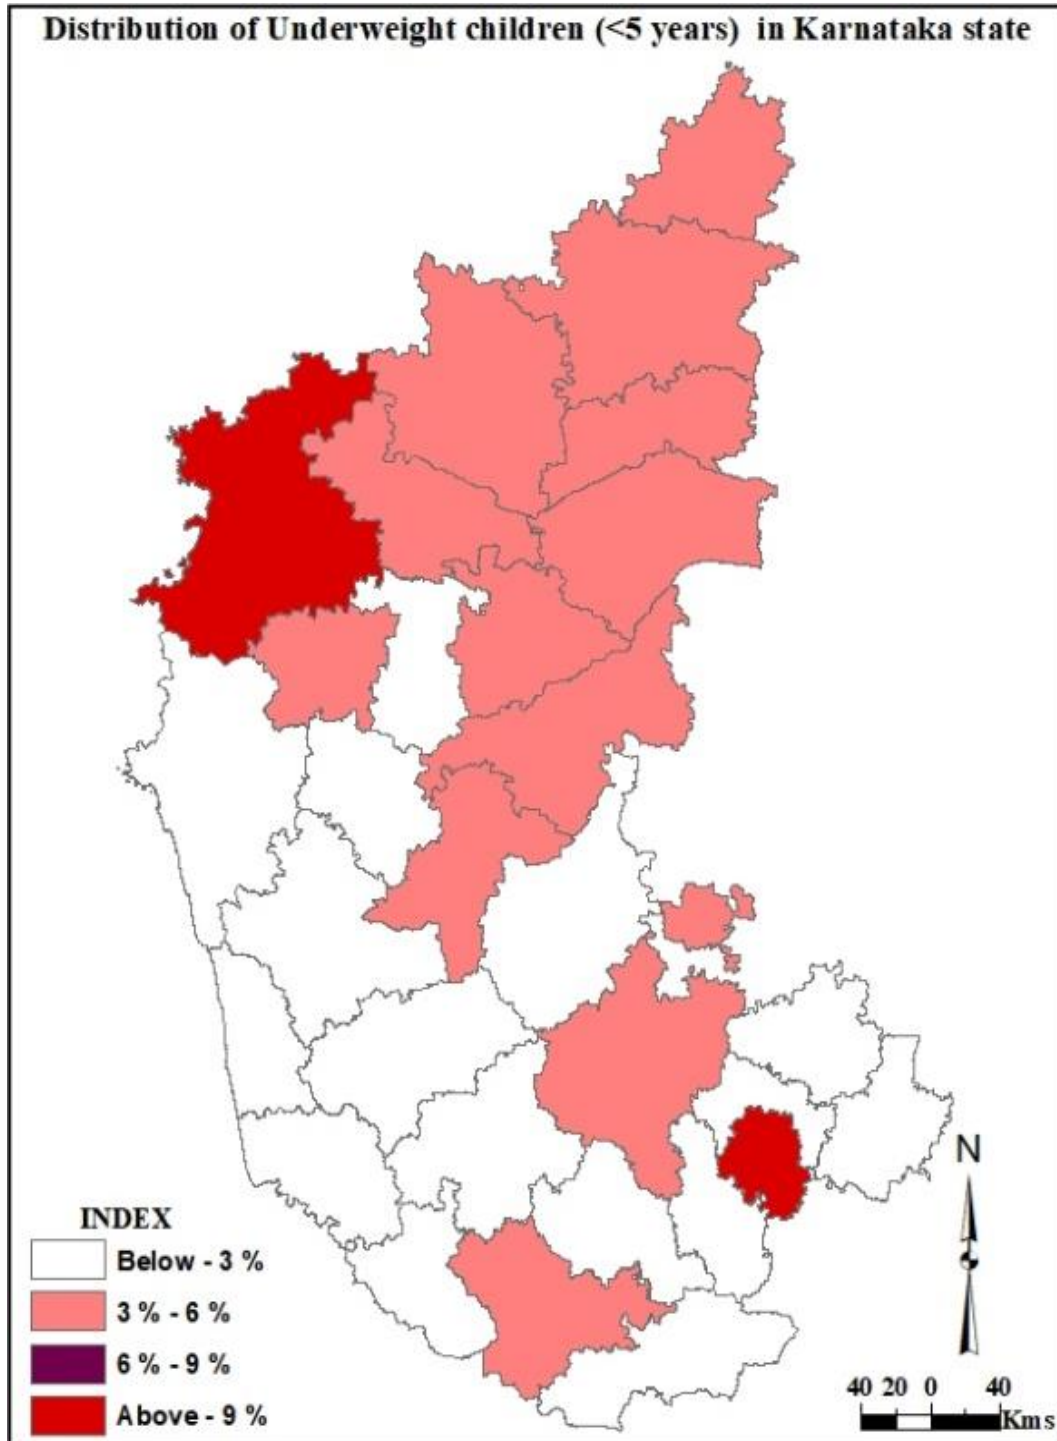 Distribution of Underweight children (<5 years) in Karnataka state
N
INDEX
Below - 3 %
3 % - 6 %
6 % - 9 %
Above - 9 %
40 20 0 40
Kms